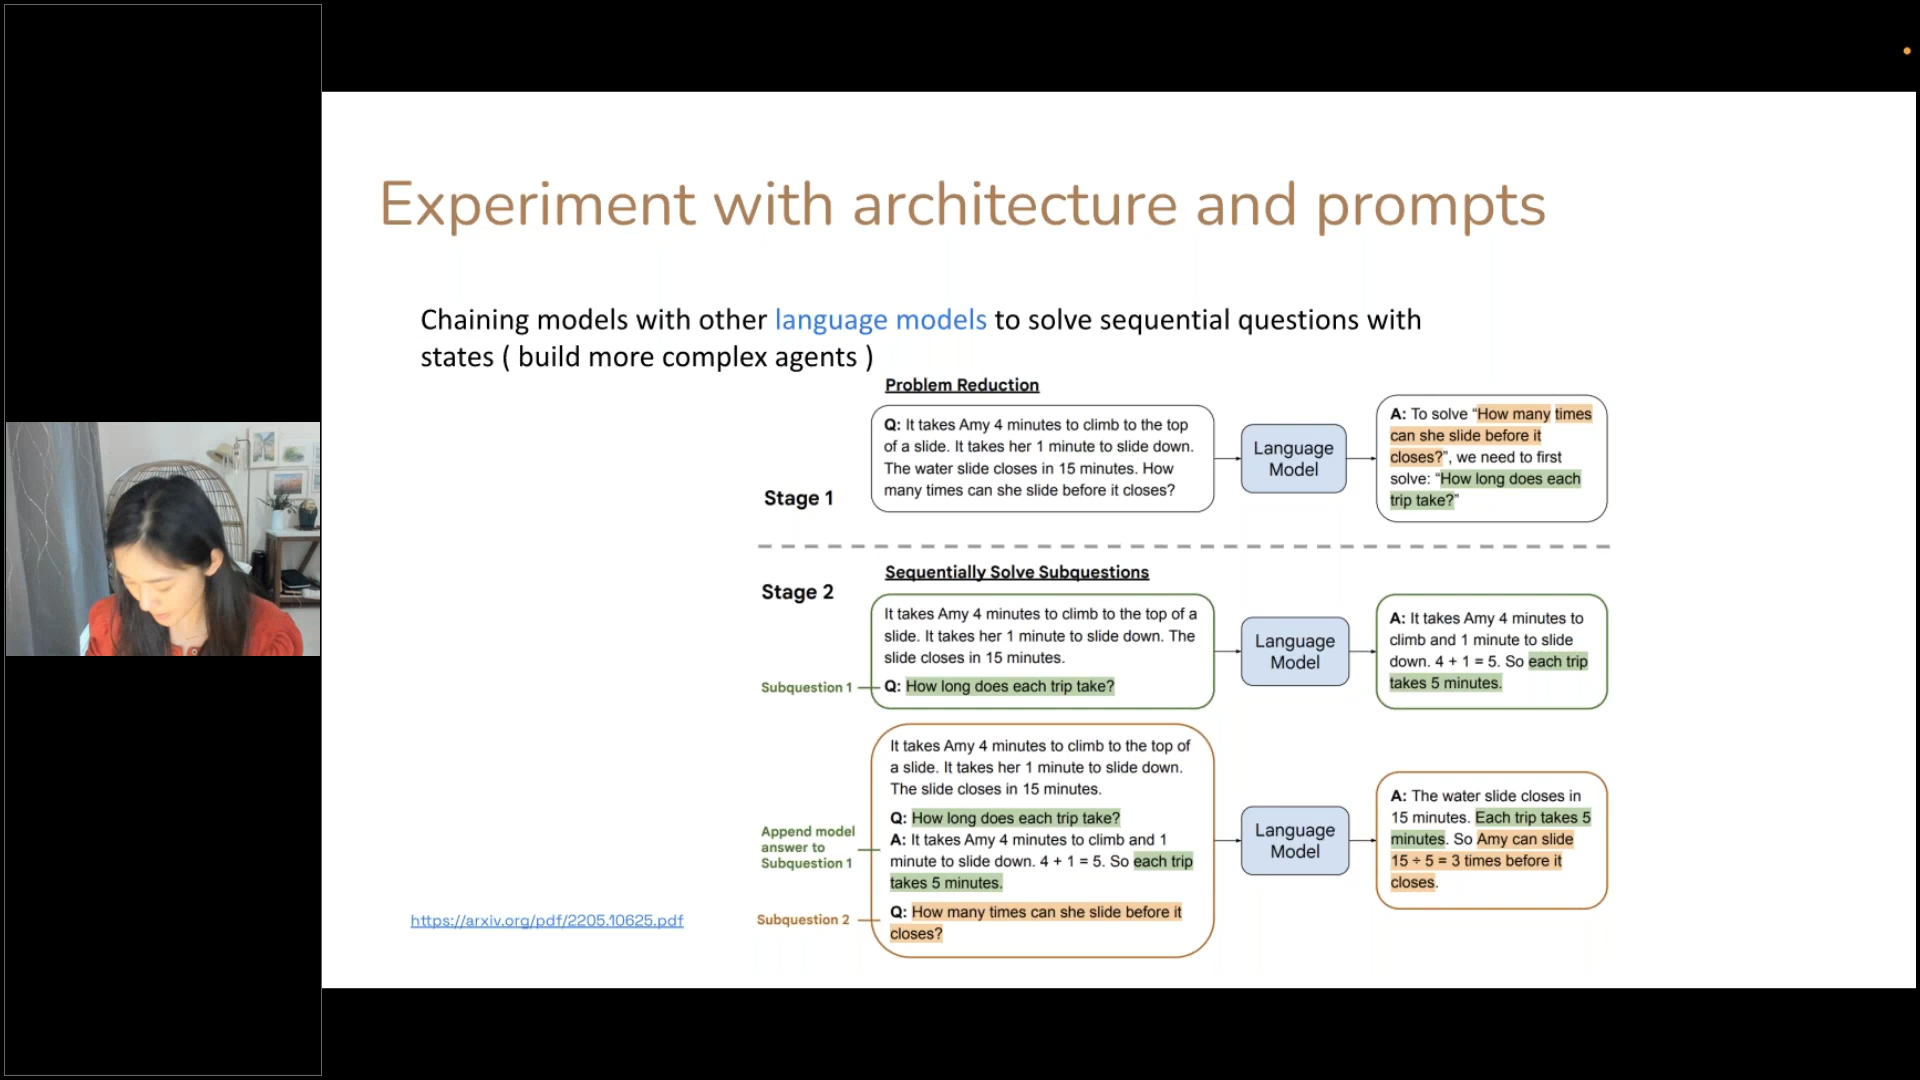 Experiment with architecture and prompts
Chaining models with other language models to solve sequential questions with
states ( build more complex agents )
Problem Reduction
Stage 1
Q: It takes Amy 4 minutes to climb to the top
of a slide. It takes her 1 minute to slide down.
The water slide closes in 15 minutes. How
many times can she slide before it closes?
Language
Model
A: To solve “How many times
can she slide before it
closes?”, we need to first
solve: “How long does each
trip take?”
Stage 2
Sequentially Solve Subquestions
It takes Amy 4 minutes to climb to the top of a
slide. It takes her 1 minute to slide down. The
slide closes in 15 minutes.
Subquestion 1
Q: How long does each trip take?
Language
Model
A: It takes Amy 4 minutes to
climb and 1 minute to slide
down. 4 + 1 = 5. So each trip
takes 5 minutes.
It takes Amy 4 minutes to climb to the top of
a slide. It takes her 1 minute to slide down.
The slide closes in 15 minutes.
Append model
answer to
Subquestion 1
Q: How long does each trip take?
A: It takes Amy 4 minutes to climb and 1
minute to slide down. 4 + 1 = 5. So each trip
takes 5 minutes.
Subquestion 2
Q: How many times can she slide before it
closes?
Language
Model
A: The water slide closes in
15 minutes. Each trip takes 5
minutes. So Amy can slide
15 ÷ 5 = 3 times before it
closes.
https://arxiv.org/pdf/2205.10625.pdf